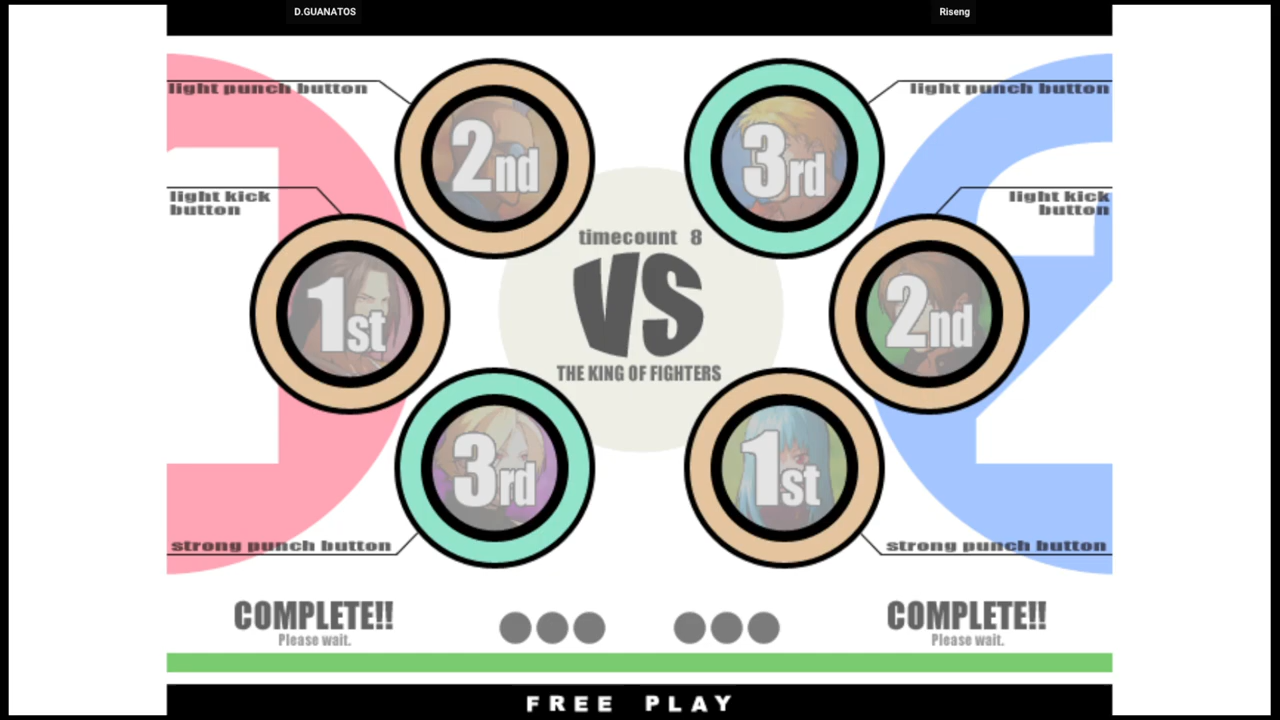 D.GUANATOS
Riseng
light punch button
light punch button
2nd
3rd
light kick
button
light kick
button
timecount 8
VS
THE KING OF FIGHTERS
1st
2nd
3rd
1st
strong punch button
strong punch button
COMPLETE!!
Please wait.
COMPLETE!!
Please wait.
FREE PLAY